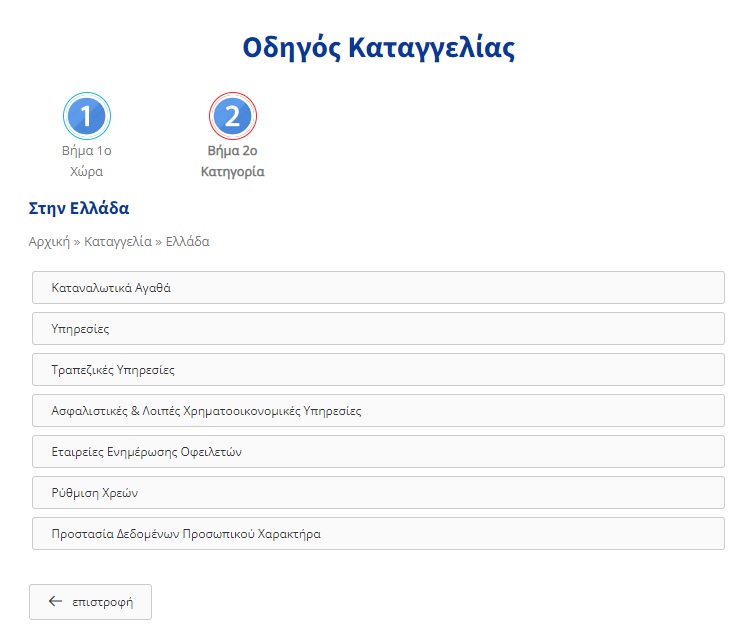 Οδηγός Καταγγελίας
1 2
Βήμα 1ο Βήμα 2ο
Χώρα Κατηγορία
Στην Ελλάδα
Αρχική » Καταγγελία » Ελλάδα
Καταναλωτικά Αγαθά
Υπηρεσίες
Τραπεζικές Υπηρεσίες
Ασφαλιστικές & Λοιπές Χρηματοοικονομικές Υπηρεσίες
Εταιρείες Ενημέρωσης Οφειλετών
Ρύθμιση Χρεών
Προστασία Δεδομένων Προσωπικού Χαρακτήρα
← επιστροφή